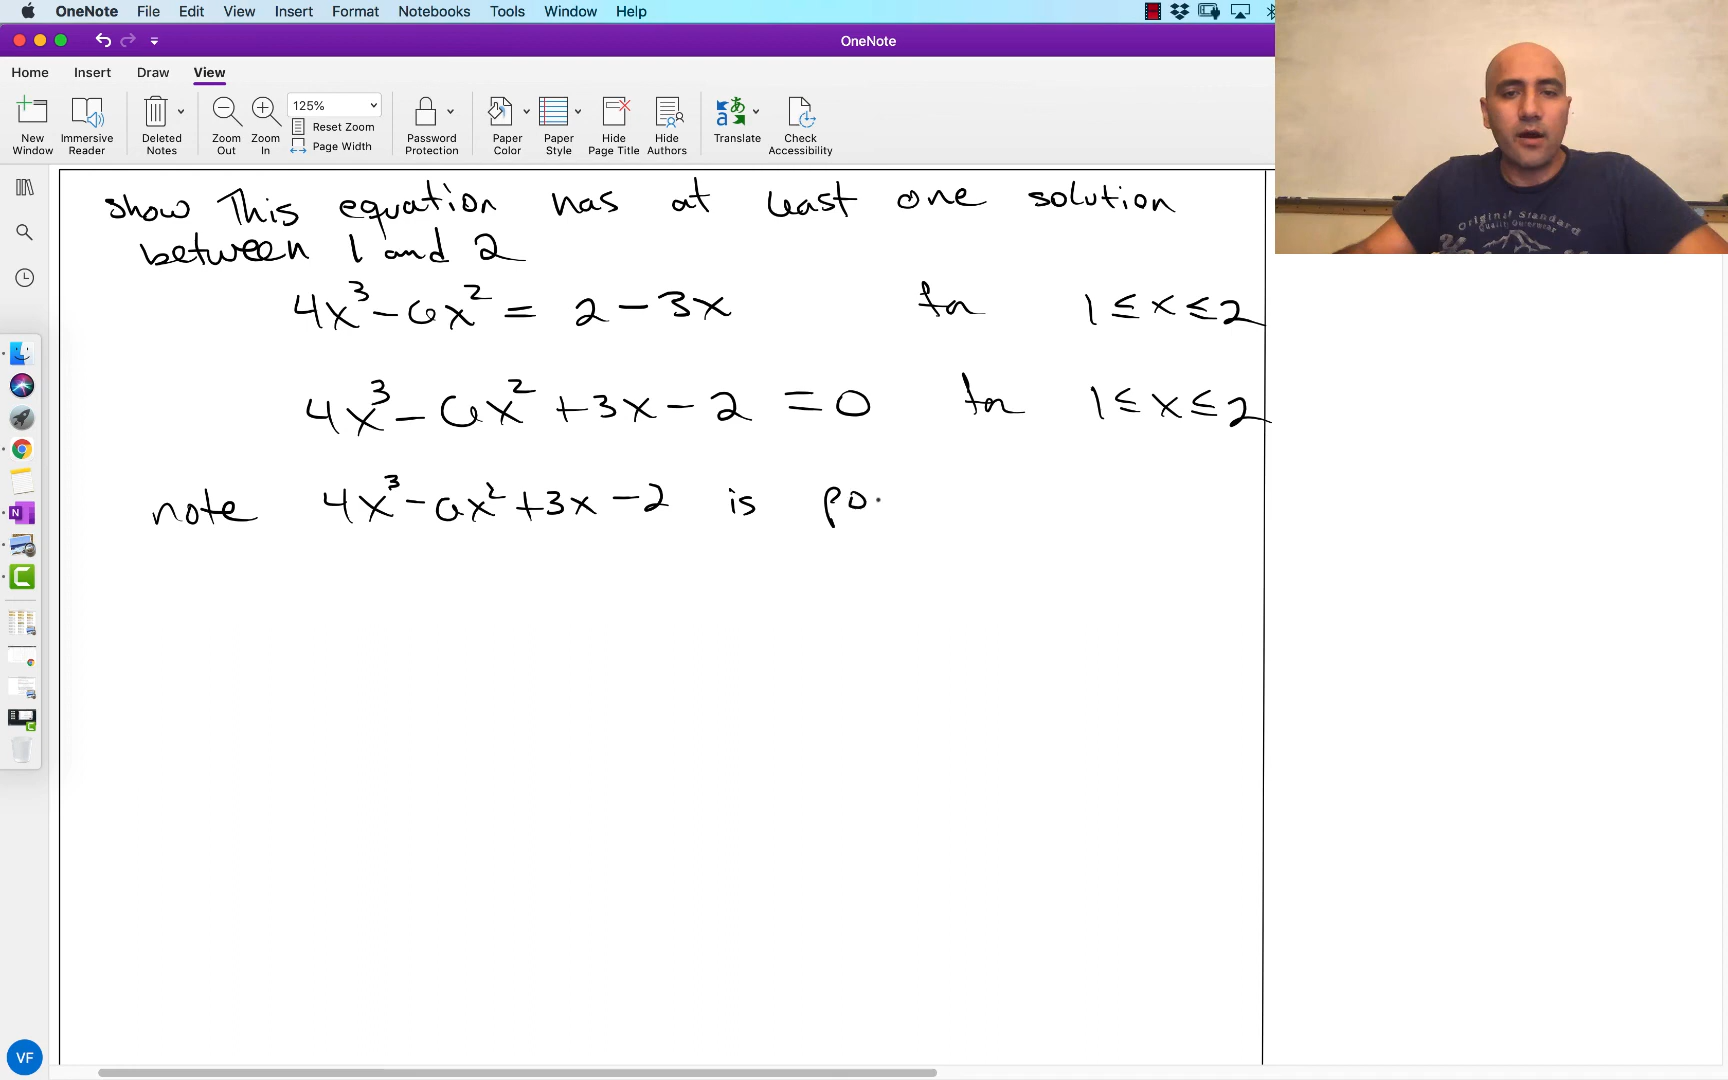 OneNote File Edit View Insert Format Notebooks Tools Window Help
OneNote
Home Insert Draw View
New Window
Immersive Reader
Deleted Notes
Zoom Out
Zoom In
125%
Reset Zoom
Page Width
Password Protection
Paper Color
Paper Style
Hide Page Title
Hide Authors
Translate
Check Accessibility
Original Standard
show This equation has at least one solution
between 1 and 2
4x³ - 6x² = 2 - 3x for 1 ≤ x ≤ 2
4x³ - 6x² + 3x - 2 = 0 for 1 ≤ x ≤ 2
note 4x³ - 6x² + 3x - 2 is po
VF